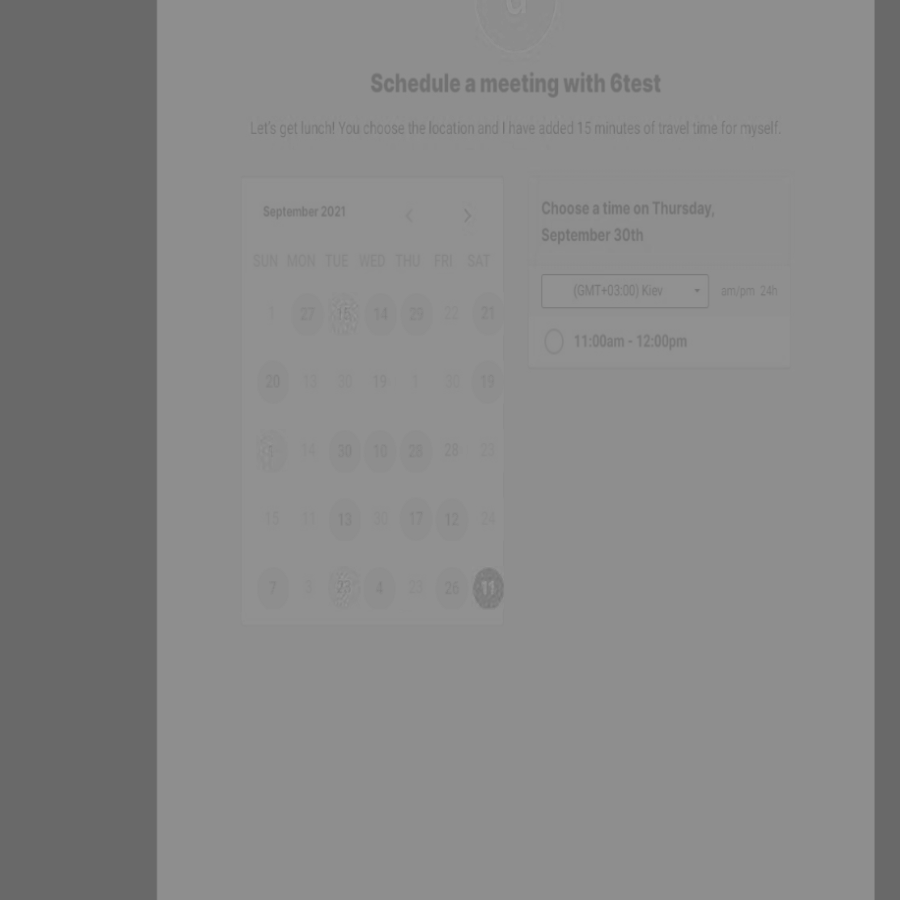 Schedule a meeting with 6test
Let's get lunch! You choose the location and I have added 15 minutes of travel time for myself.
September 2021
SUN MON TUE WED THU FRI SAT
1 27 15 14 29 22 21
20 13 30 19 1 30 19
14 30 10 28 28 23
15 11 13 30 17 12 24
7 23 4 25 26 11
Choose a time on Thursday,
September 30th
(GMT+03:00) Kiev
am/pm 24h
11:00am - 12:00pm